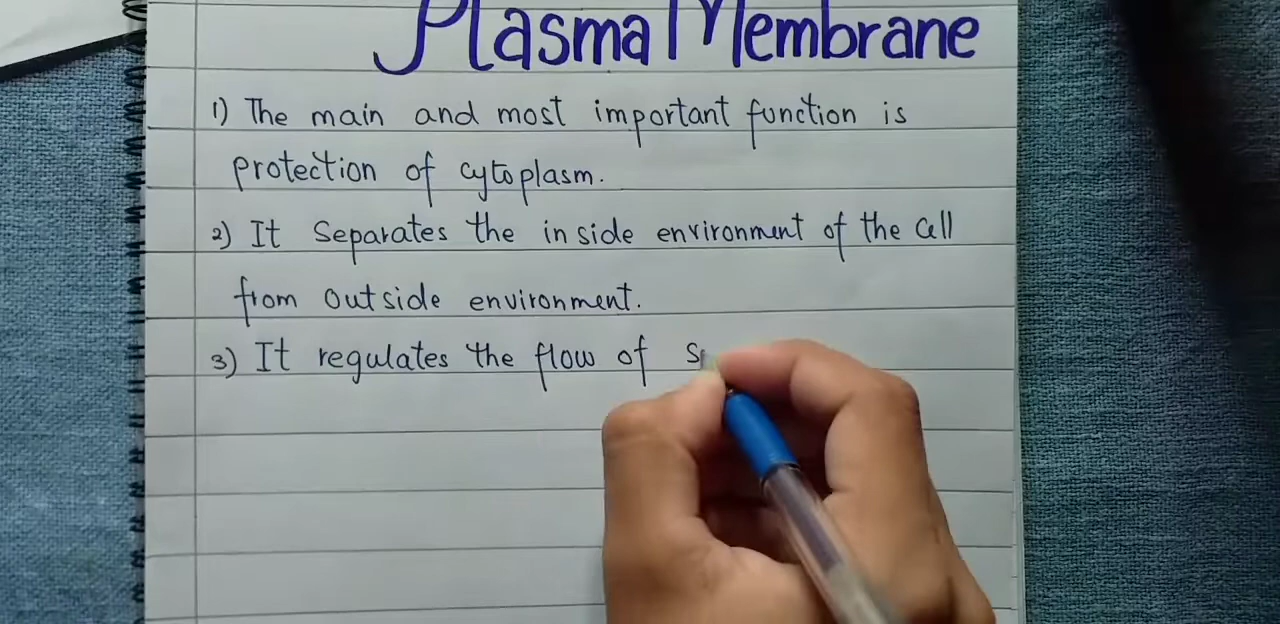 Plasma Membrane
1) The main and most important function is
protection of cytoplasm.
2) It Separates the inside environment of the Cell
from outside environment.
3) It regulates the flow of